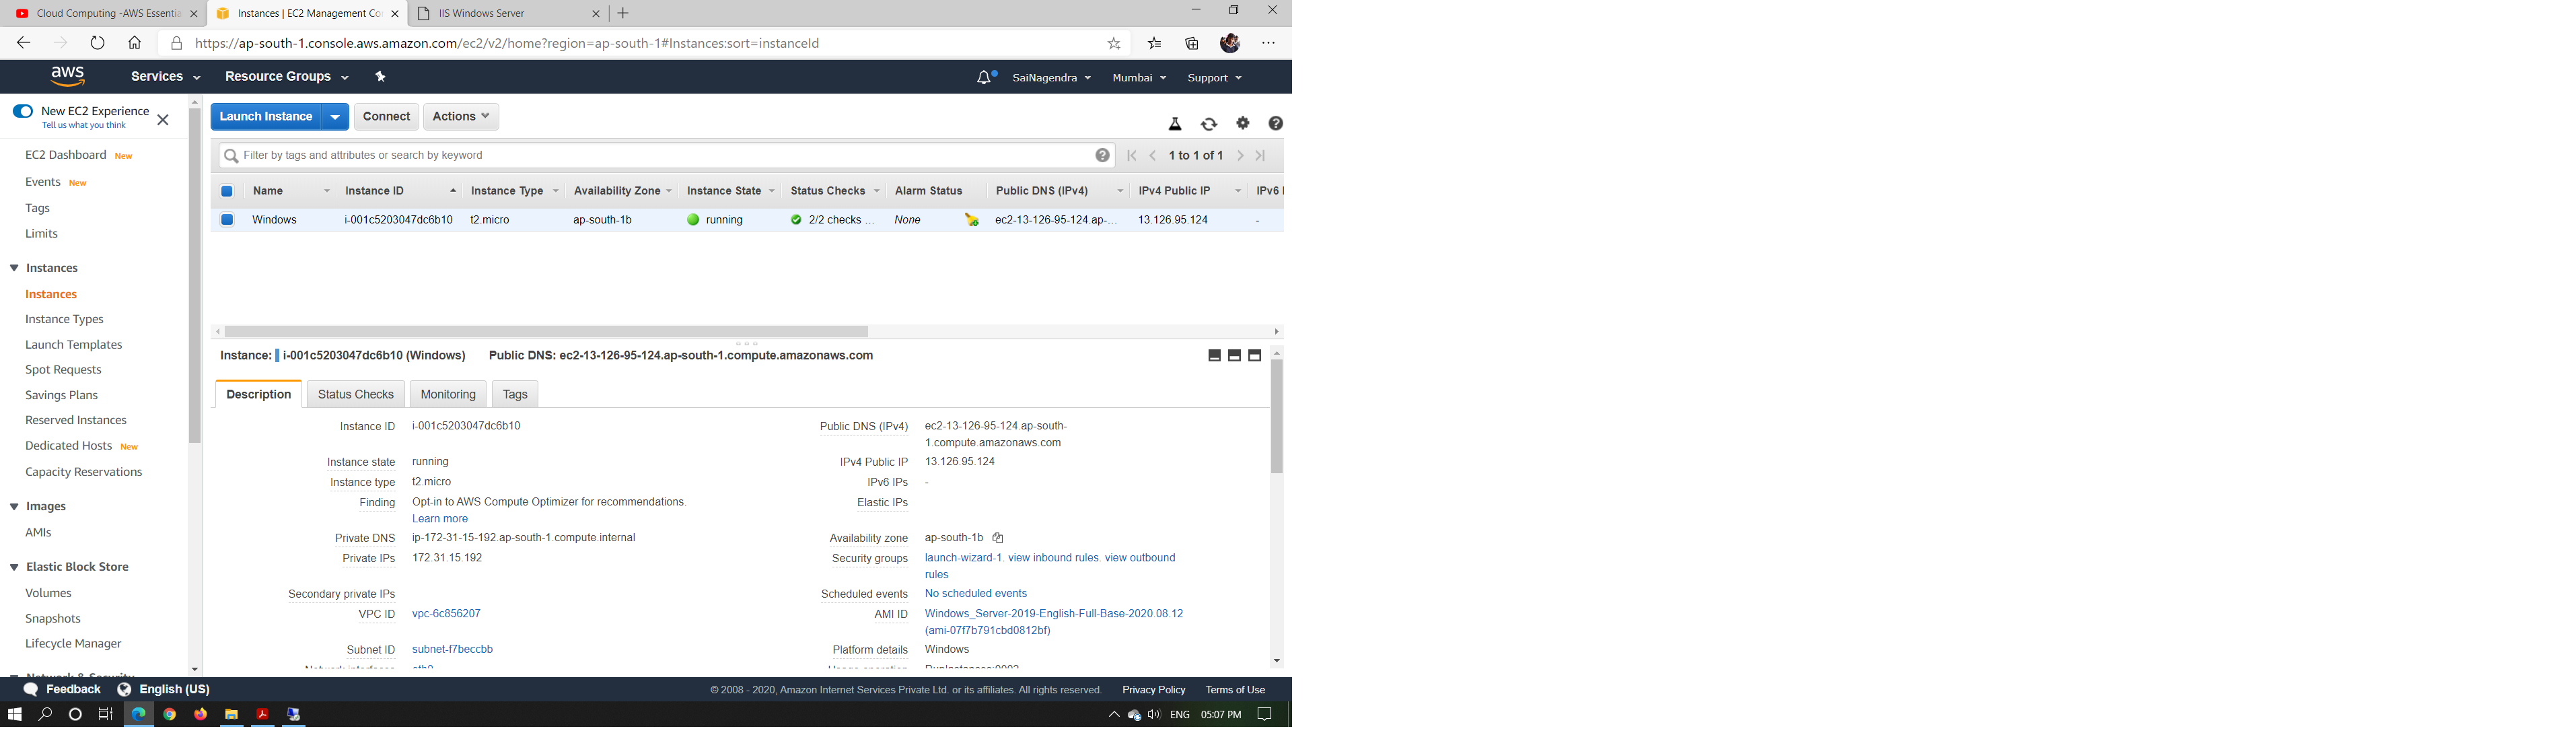 Cloud Computing -AWS Essentia
Instances | EC2 Management Co
IIS Windows Server
https://ap-south-1.console.aws.amazon.com/ec2/v2/home?region=ap-south-1#Instances:sort=instanceId
aws
Services
Resource Groups
SaiNagendra
Mumbai
Support
New EC2 Experience
Tell us what you think
EC2 Dashboard New
Events New
Tags
Limits
Instances
Instances
Instance Types
Launch Templates
Spot Requests
Savings Plans
Reserved Instances
Dedicated Hosts New
Capacity Reservations
Images
AMIs
Elastic Block Store
Volumes
Snapshots
Lifecycle Manager
Network & Security
Launch Instance
Connect
Actions
Filter by tags and attributes or search by keyword
1 to 1 of 1
Name Instance ID Instance Type Availability Zone Instance State Status Checks Alarm Status Public DNS (IPv4) IPv4 Public IP IPv6
Windows i-001c5203047dc6b10 t2.micro ap-south-1b running 2/2 checks ... None ec2-13-126-95-124.ap-... 13.126.95.124 -
Instance: i-001c5203047dc6b10 (Windows) Public DNS: ec2-13-126-95-124.ap-south-1.compute.amazonaws.com
Description Status Checks Monitoring Tags
Instance ID i-001c5203047dc6b10
Instance state running
Instance type t2.micro
Finding Opt-in to AWS Compute Optimizer for recommendations.
Learn more
Private DNS ip-172-31-15-192.ap-south-1.compute.internal
Private IPs 172.31.15.192
Secondary private IPs
VPC ID vpc-6c856207
Subnet ID subnet-f7beccbb
Network interfaces eth0
Public DNS (IPv4) ec2-13-126-95-124.ap-south-
1.compute.amazonaws.com
IPv4 Public IP 13.126.95.124
IPv6 IPs -
Elastic IPs
Availability zone ap-south-1b
Security groups launch-wizard-1. view inbound rules. view outbound
rules
Scheduled events No scheduled events
AMI ID Windows_Server-2019-English-Full-Base-2020.08.12
(ami-07f7b791cbd0812bf)
Platform details Windows
Usage operation RunInstances:0002
Feedback
English (US)
© 2008 - 2020, Amazon Internet Services Private Ltd. or its affiliates. All rights reserved.
Privacy Policy
Terms of Use
ENG
05:07 PM